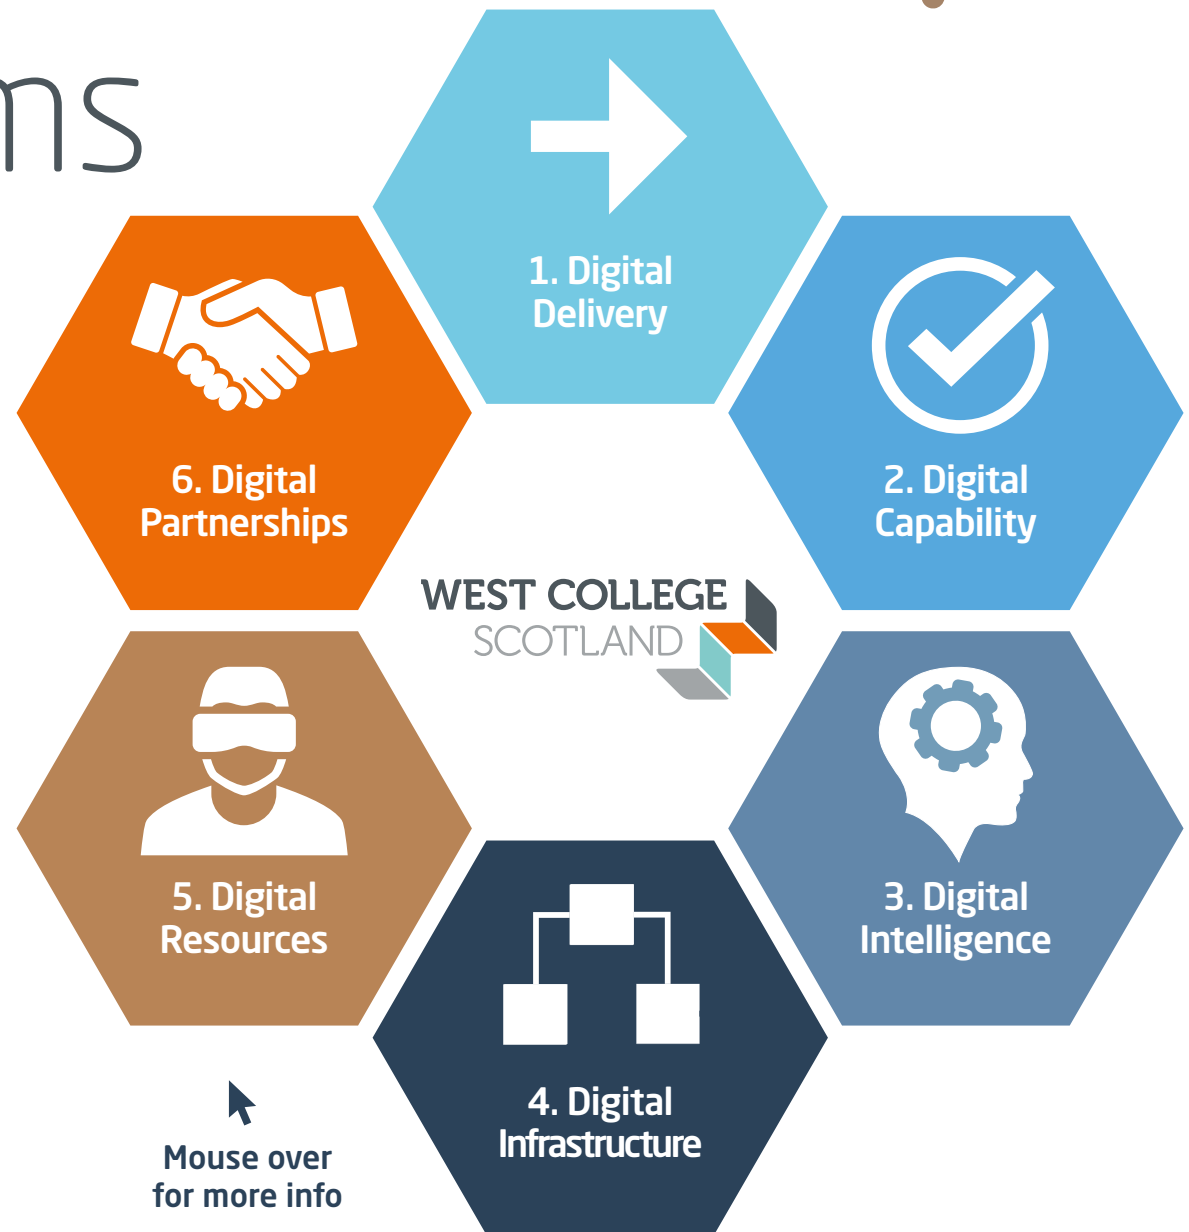 1. Digital
Delivery
2. Digital
Capability
3. Digital
Intelligence
4. Digital
Infrastructure
5. Digital
Resources
6. Digital
Partnerships
WEST COLLEGE
SCOTLAND
Mouse over
for more info